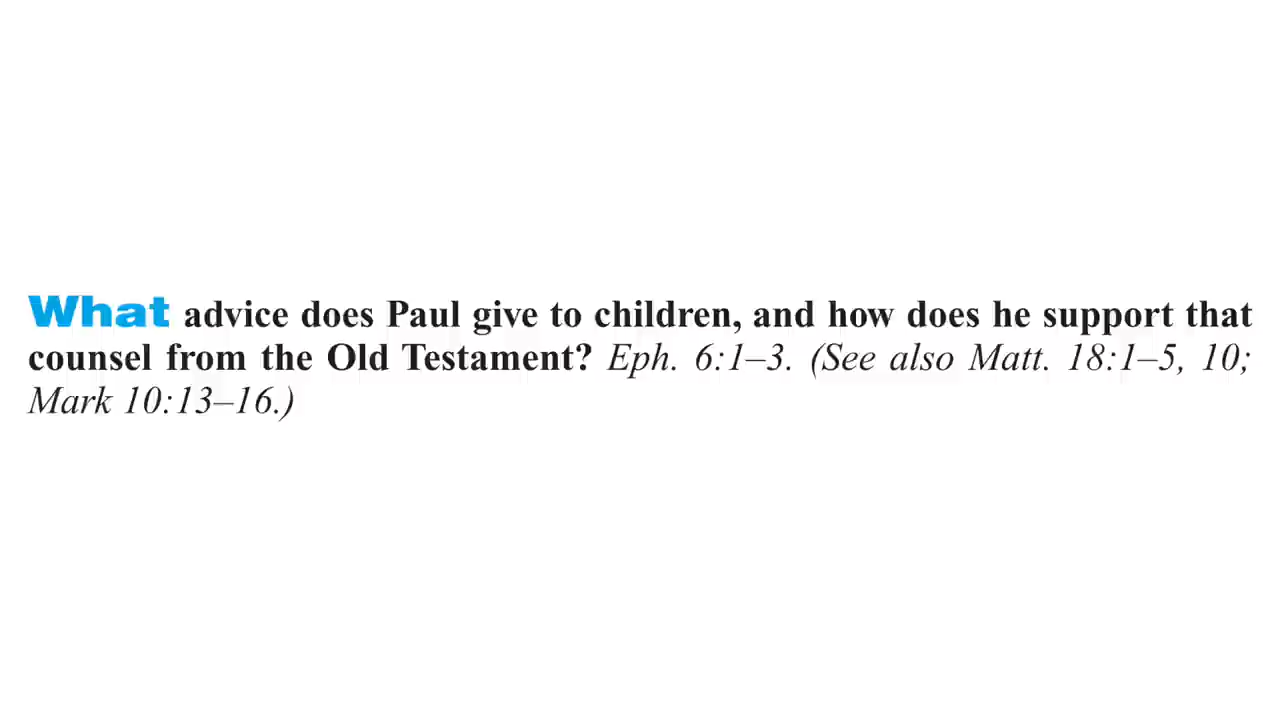 What advice does Paul give to children, and how does he support that
counsel from the Old Testament? Eph. 6:1–3. (See also Matt. 18:1–5, 10;
Mark 10:13–16.)